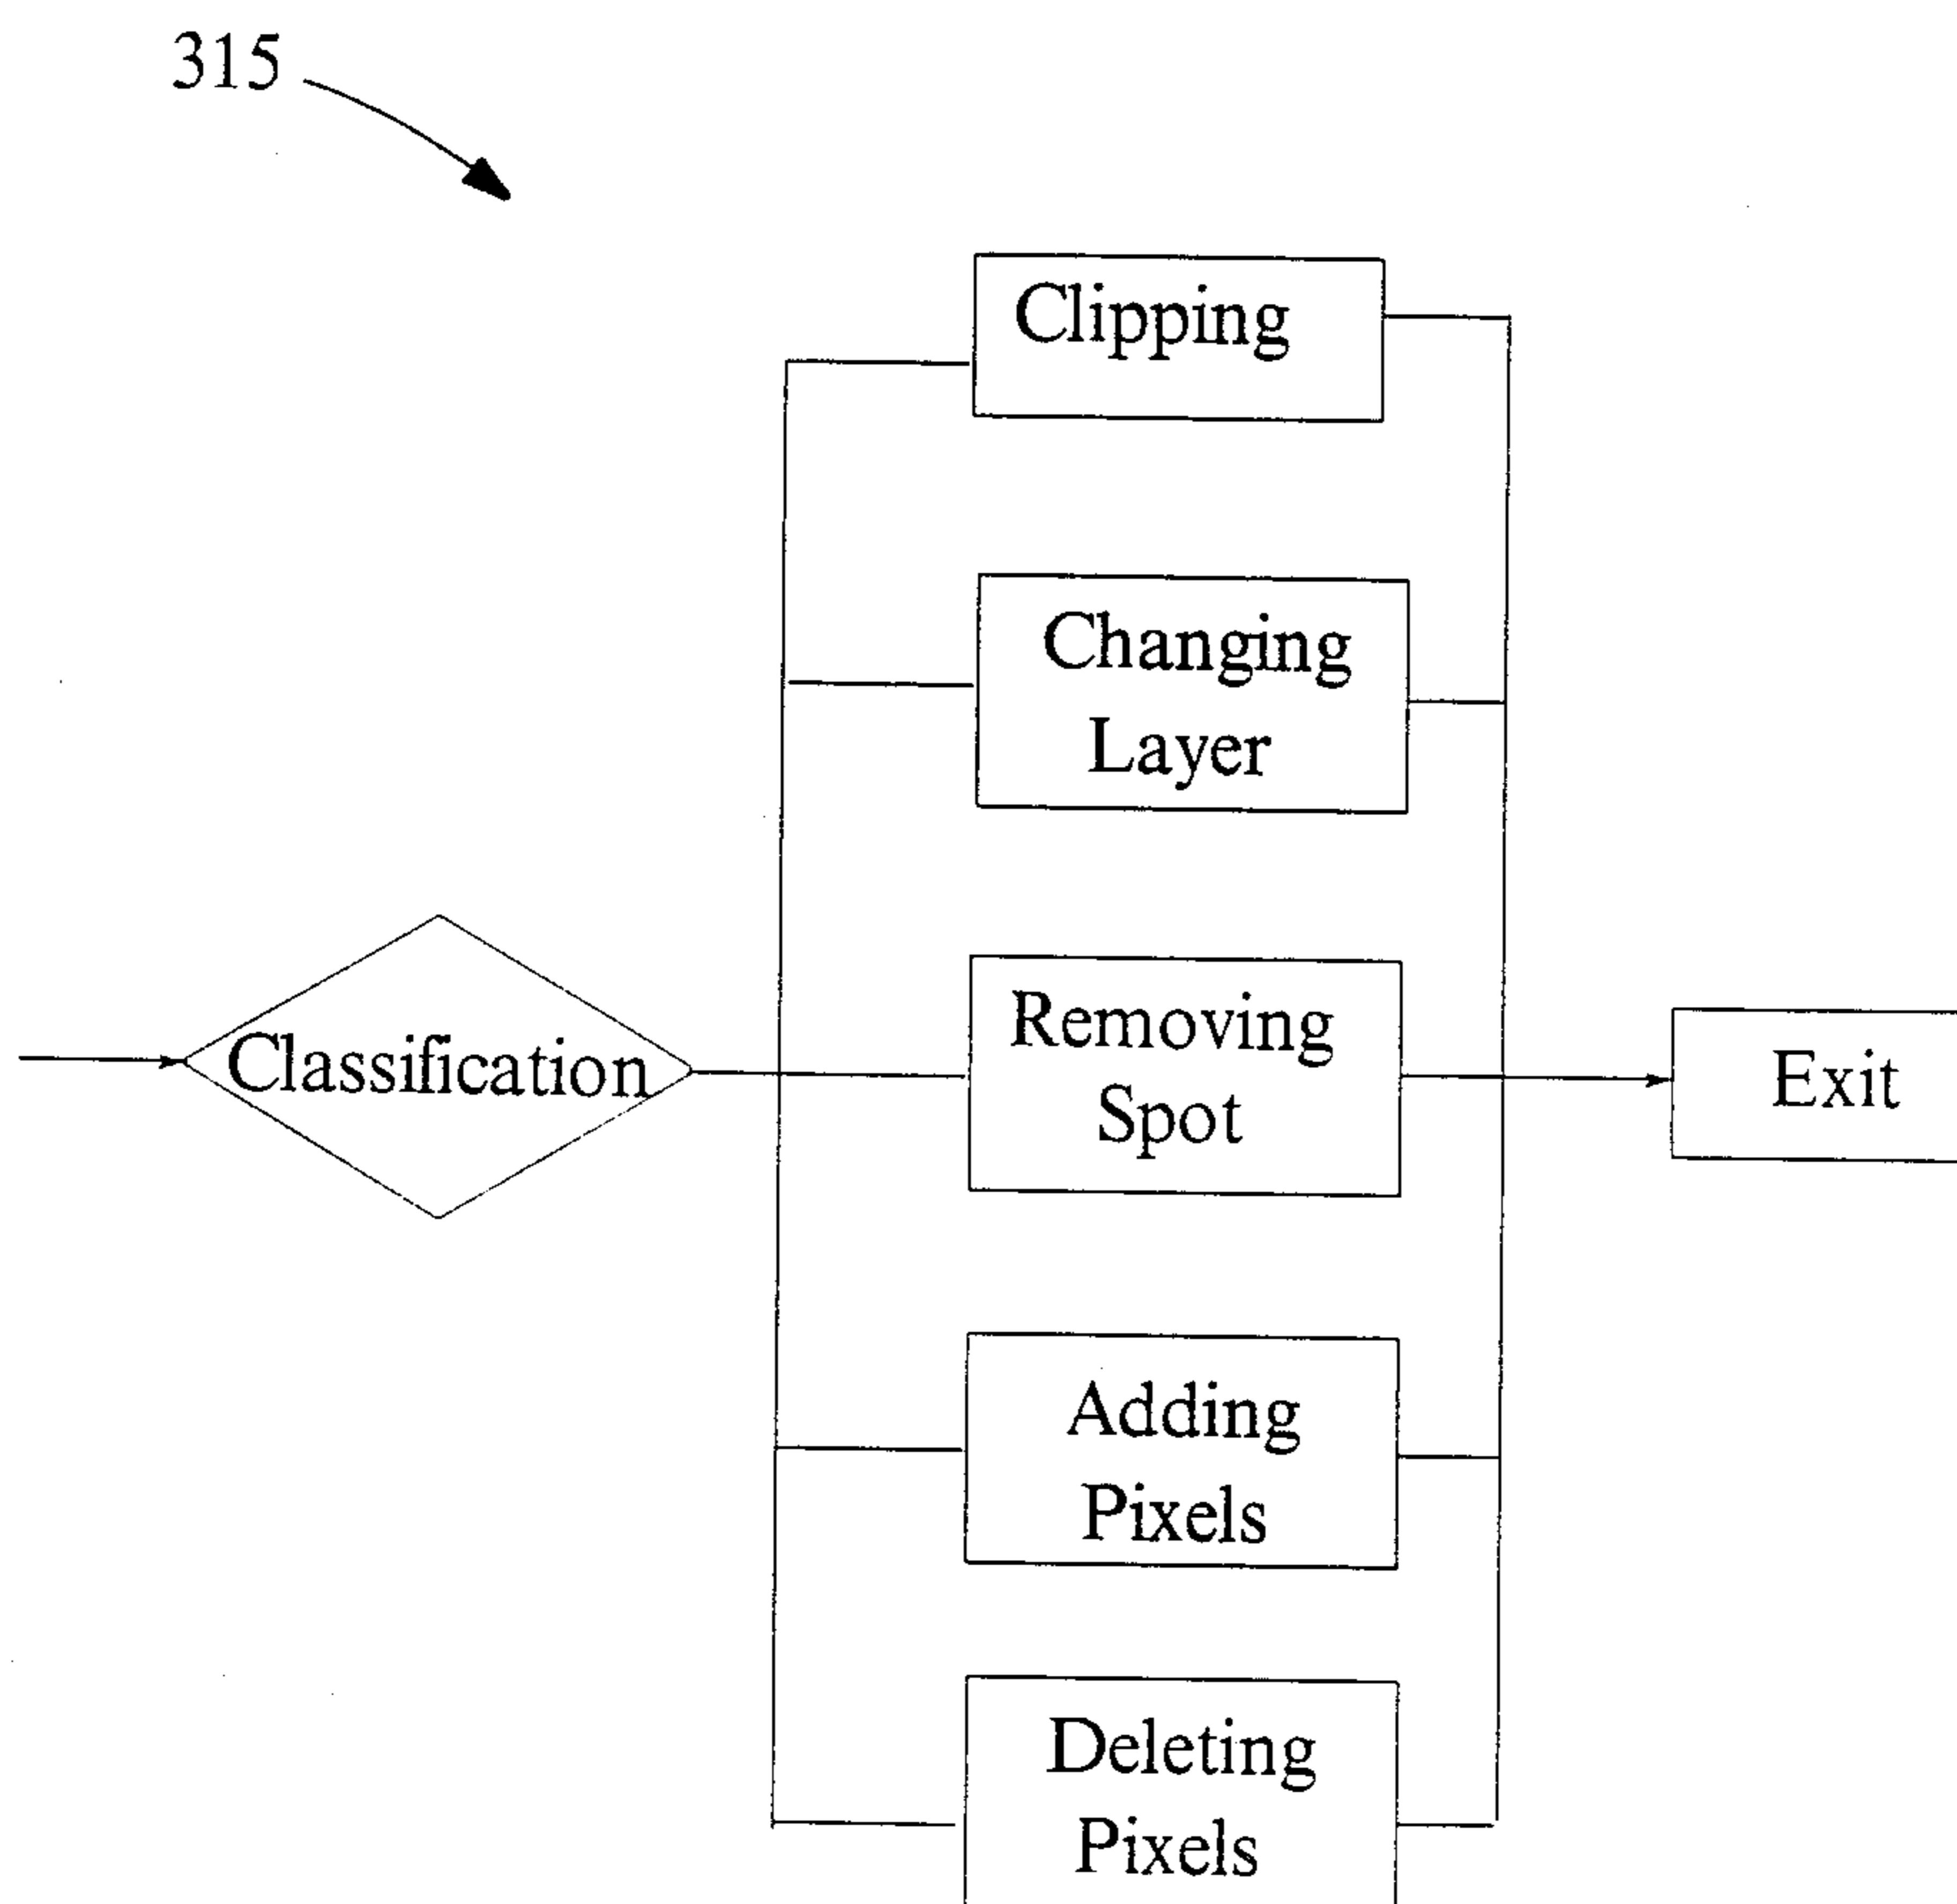 315
Clipping
Changing
Layer
Classification
Removing
Spot
Exit
Adding
Pixels
Deleting
Pixels